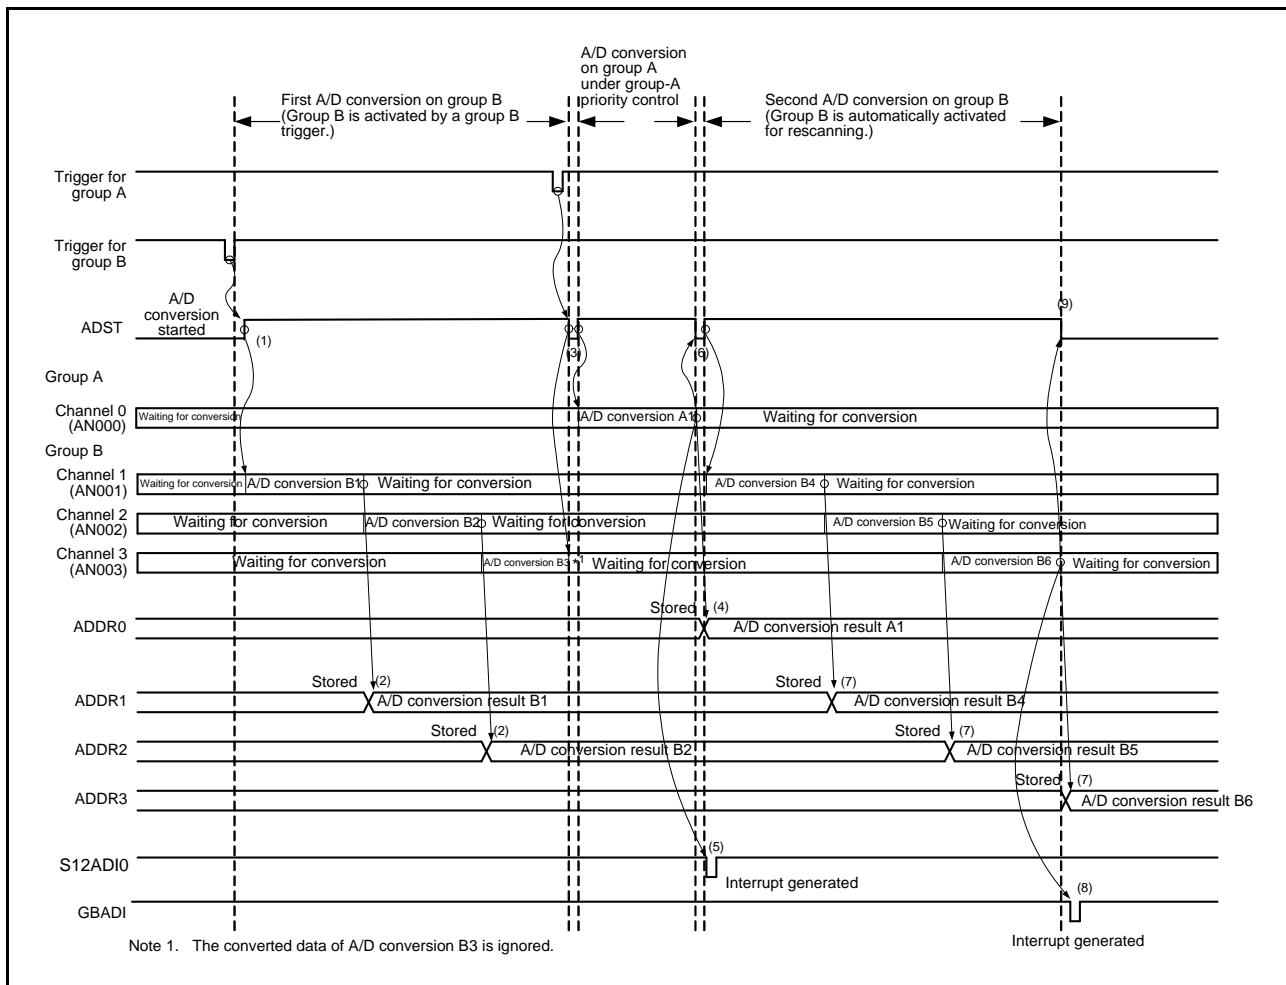 A/D conversion
on group A
under group-A
priority control
First A/D conversion on group B
(Group B is activated by a group B
trigger.)
Second A/D conversion on group B
(Group B is automatically activated
for rescanning.)
Trigger for
group A
Trigger for
group B
A/D
conversion
started
ADST
(1)
(3)
(6)
(9)
Group A
Channel 0
(AN000)
Waiting for conversion
A/D conversion A1
Waiting for conversion
Group B
Channel 1
(AN001)
Waiting for conversion
A/D conversion B1
Waiting for conversion
A/D conversion B4
Waiting for conversion
Channel 2
(AN002)
Waiting for conversion
A/D conversion B2
Waiting for conversion
A/D conversion B5
Waiting for conversion
Channel 3
(AN003)
Waiting for conversion
A/D conversion B3 *1
Waiting for conversion
A/D conversion B6
Waiting for conversion
ADDR0
Stored
(4)
A/D conversion result A1
ADDR1
Stored
(2)
A/D conversion result B1
Stored
(7)
A/D conversion result B4
ADDR2
Stored
(2)
A/D conversion result B2
Stored
(7)
A/D conversion result B5
ADDR3
Stored
(7)
A/D conversion result B6
S12ADI0
(5)
Interrupt generated
GBADI
(8)
Interrupt generated
Note 1. The converted data of A/D conversion B3 is ignored.